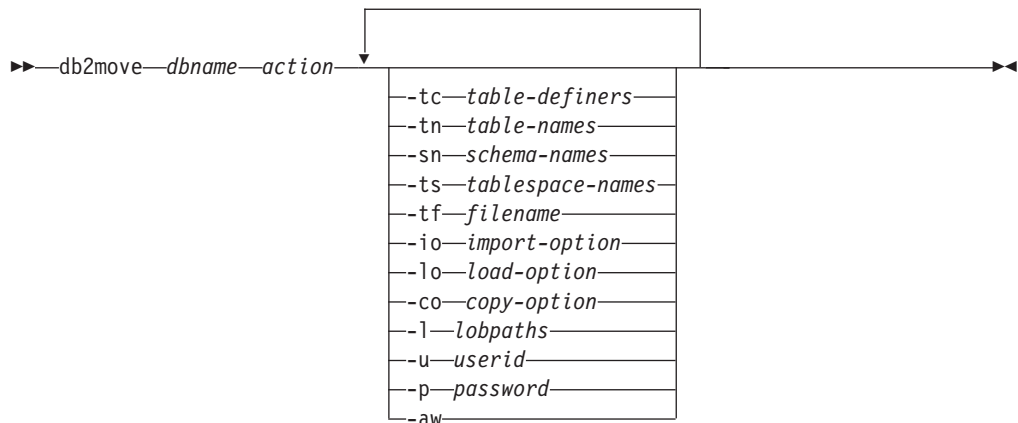 db2move dbname action
-tc table-definers
-tn table-names
-sn schema-names
-ts tablespace-names
-tf filename
-io import-option
-lo load-option
-co copy-option
-l lobpaths
-u userid
-p password
-aw